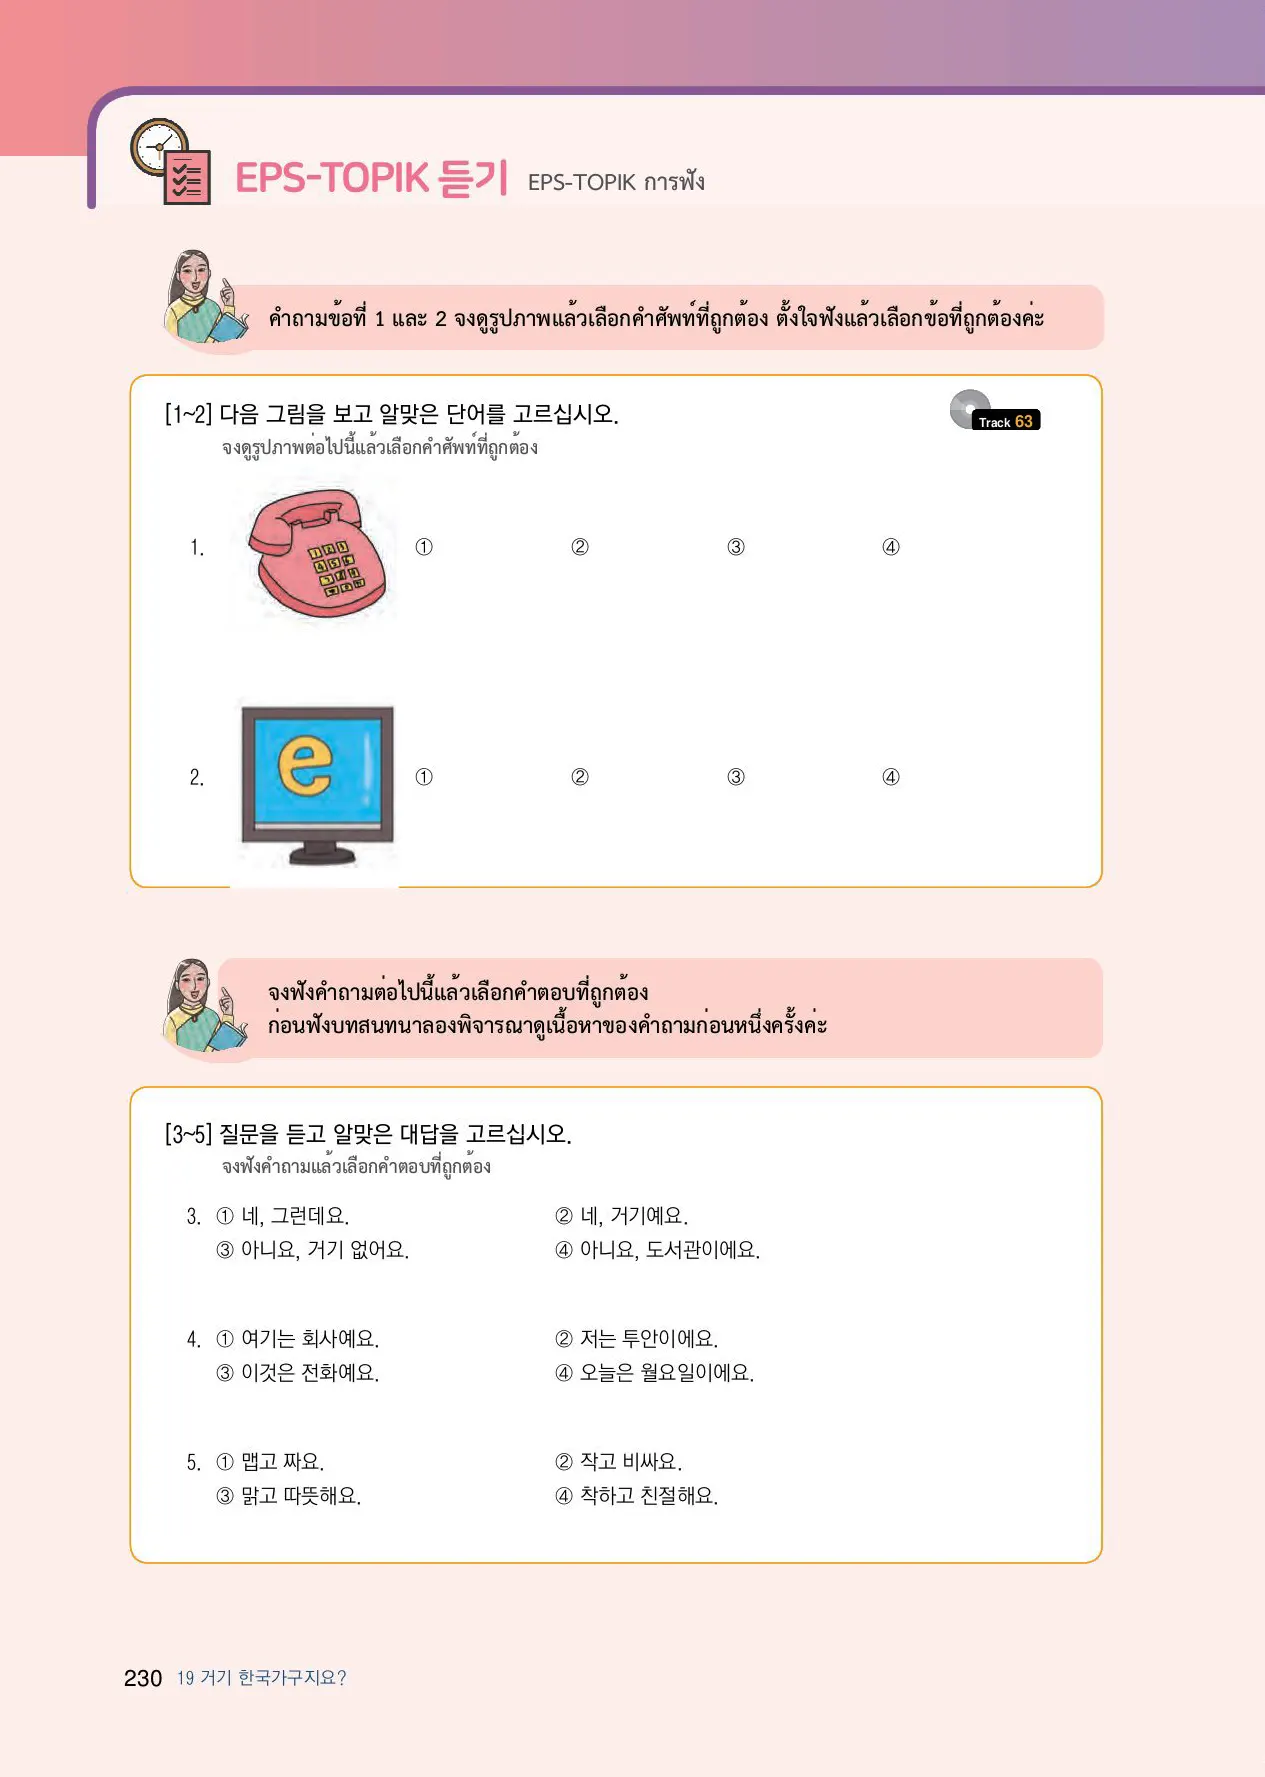 EPS-TOPIK 듣기 EPS-TOPIK การฟัง
คำถามข้อที่ 1 และ 2 จงดูรูปภาพแล้วเลือกคำศัพท์ที่ถูกต้อง ตั้งใจฟังแล้วเลือกข้อที่ถูกต้องค่ะ
[1~2] 다음 그림을 보고 알맞은 단어를 고르십시오.
Track 63
จงดูรูปภาพต่อไปนี้แล้วเลือกคำศัพท์ที่ถูกต้อง
1. ① ② ③ ④
2. ① ② ③ ④
e
จงฟังคำถามต่อไปนี้แล้วเลือกคำตอบที่ถูกต้อง
ก่อนฟังบทสนทนาลองพิจารณาดูเนื้อหาของคำถามก่อนหนึ่งครั้งค่ะ
[3~5] 질문을 듣고 알맞은 대답을 고르십시오.
จงฟังคำถามแล้วเลือกคำตอบที่ถูกต้อง
3. ① 네, 그런데요. ② 네, 거기예요.
③ 아니요, 거기 없어요. ④ 아니요, 도서관이에요.
4. ① 여기는 회사예요. ② 저는 투안이에요.
③ 이것은 전화예요. ④ 오늘은 월요일이에요.
5. ① 맵고 짜요. ② 작고 비싸요.
③ 맑고 따뜻해요. ④ 착하고 친절해요.
230 19 거기 한국가구지요?